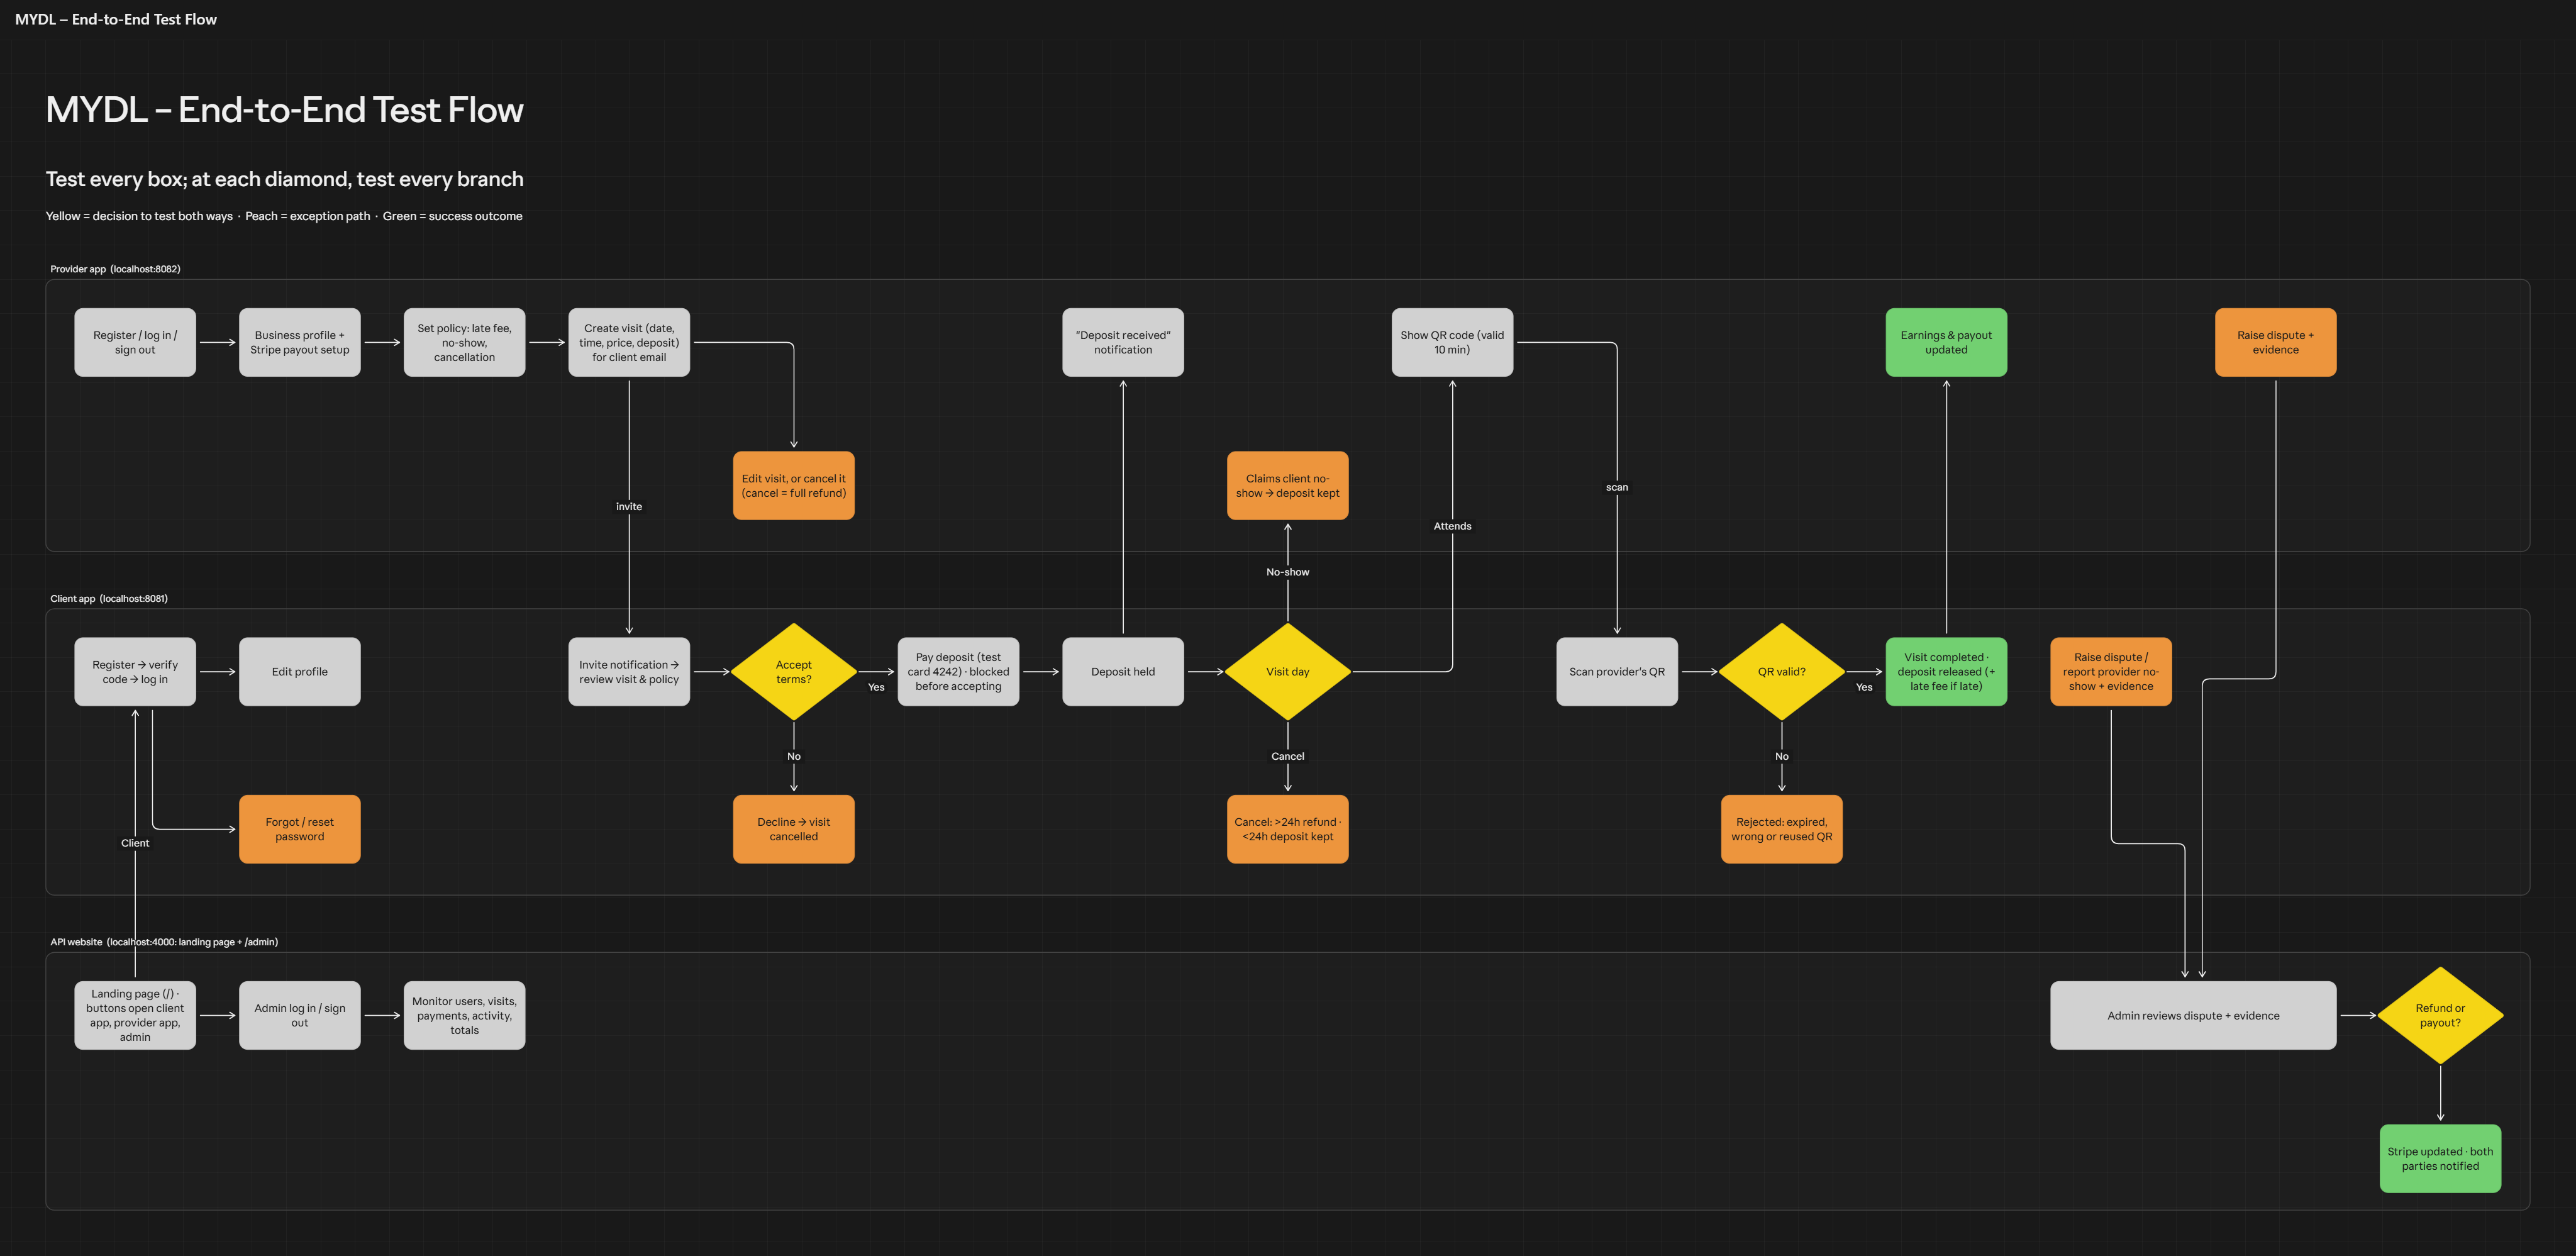 MYDL – End-to-End Test Flow
MYDL – End-to-End Test Flow
Test every box; at each diamond, test every branch
Yellow = decision to test both ways · Peach = exception path · Green = success outcome
Provider app (localhost:8082)
Register / log in /
sign out
Business profile +
Stripe payout setup
Set policy: late fee,
no-show,
cancellation
Create visit (date,
time, price, deposit)
for client email
"Deposit received"
notification
Show QR code (valid
10 min)
Earnings & payout
updated
Raise dispute +
evidence
Edit visit, or cancel it
(cancel = full refund)
Claims client no-
show → deposit kept
invite
scan
Attends
No-show
Client app (localhost:8081)
Register → verify
code → log in
Edit profile
Invite notification →
review visit & policy
Accept
terms?
Yes
Pay deposit (test
card 4242) · blocked
before accepting
Deposit held
Visit day
Scan provider's QR
QR valid?
Yes
Visit completed ·
deposit released (+
late fee if late)
Raise dispute /
report provider no-
show + evidence
No
Cancel
No
Forgot / reset
password
Decline → visit
cancelled
Cancel: >24h refund ·
<24h deposit kept
Rejected: expired,
wrong or reused QR
Client
API website (localhost:4000: landing page + /admin)
Landing page (/) ·
buttons open client
app, provider app,
admin
Admin log in / sign
out
Monitor users, visits,
payments, activity,
totals
Admin reviews dispute + evidence
Refund or
payout?
Stripe updated · both
parties notified